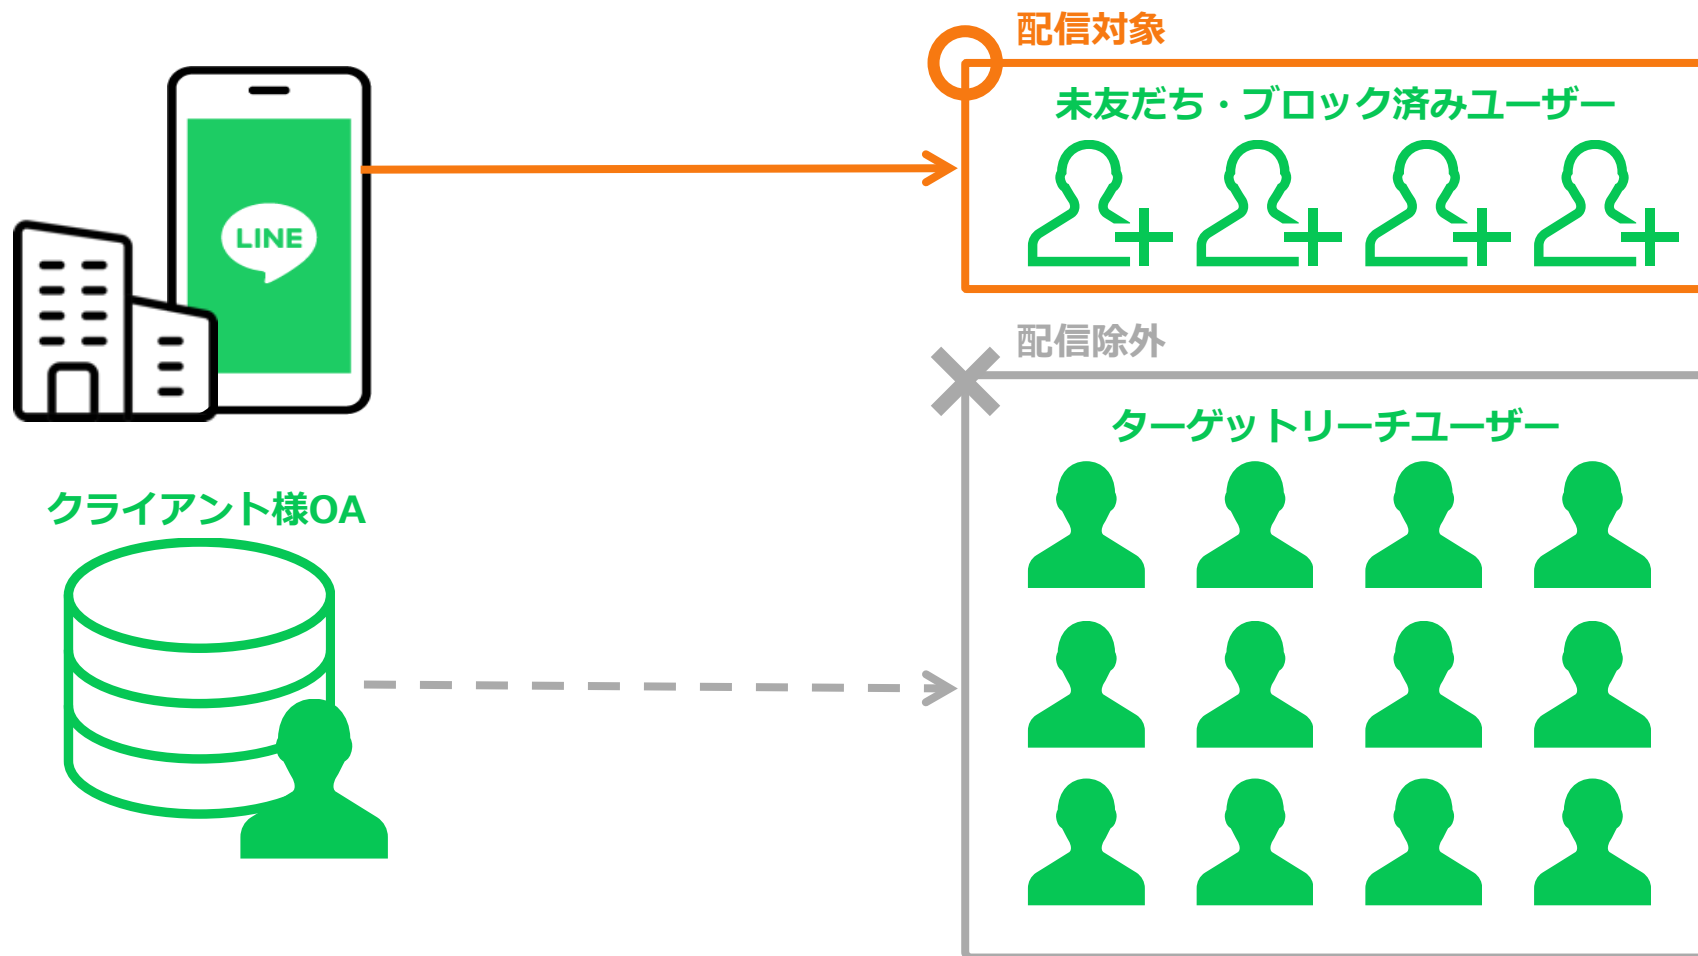 配信対象
未友だち・ブロック済みユーザー
LINE
配信除外
ターゲットリーチユーザー
クライアント様OA